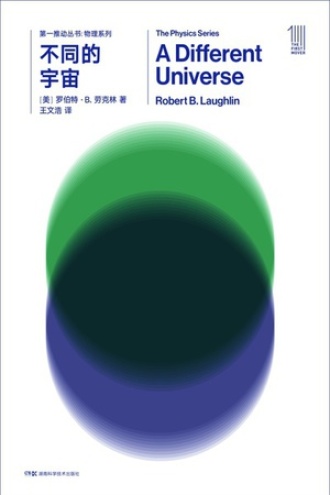 第一推动丛书 物理系列
不同的
宇宙
[美] 罗伯特·B. 劳克林 著
王文浩 译
The Physics Series
A Different
Universe
Robert B. Laughlin
THE
FIRST
MOVER
湖南科学技术出版社